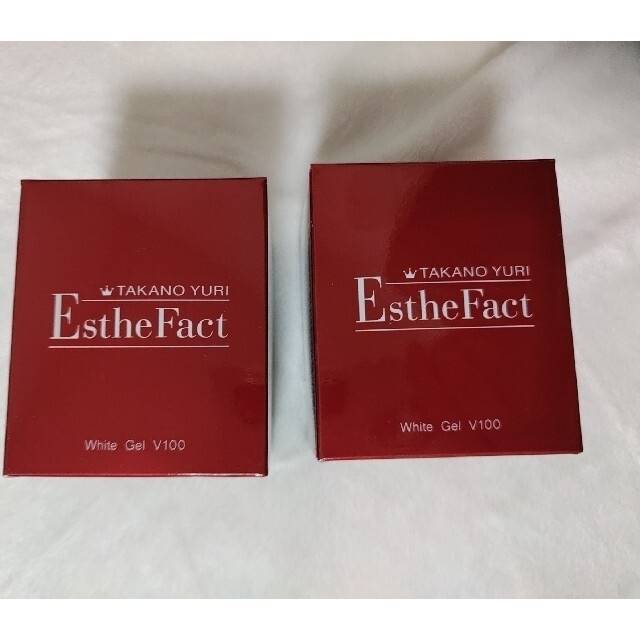 TAKANO YURI
EstheFact
White Gel V100
TAKANO YURI
EstheFact
White Gel V100